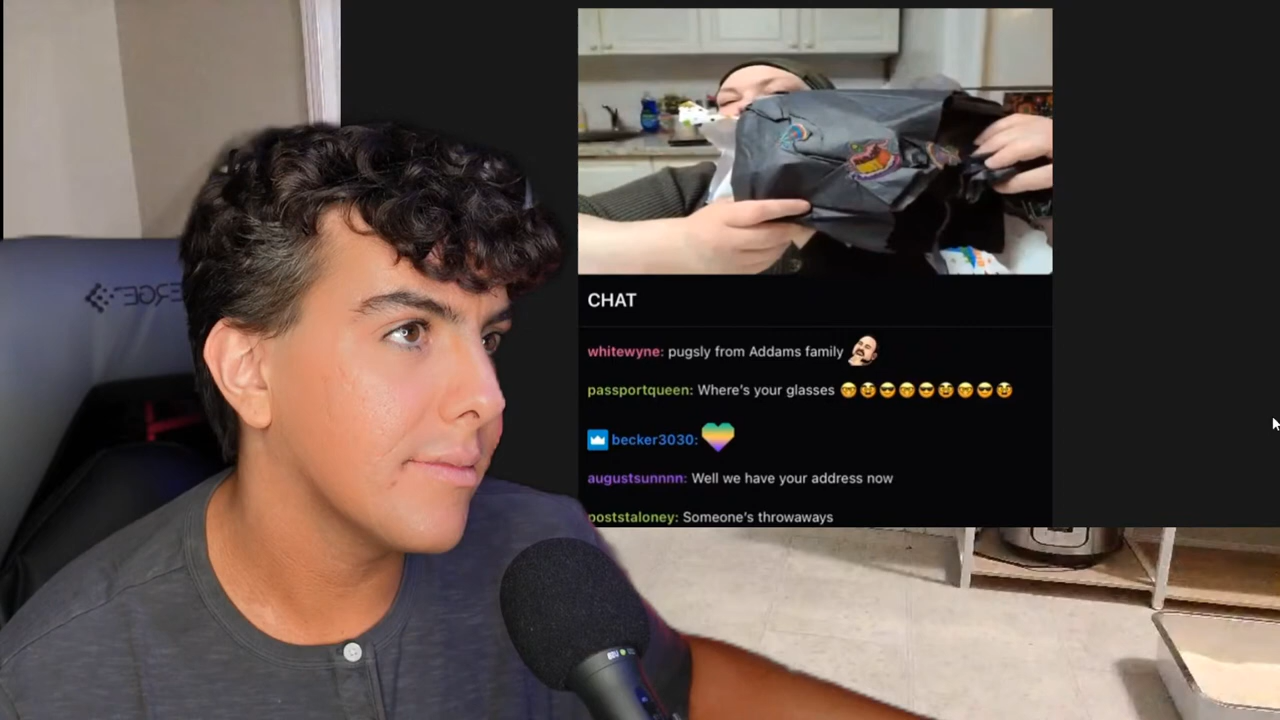 CHAT
whitewyne: pugsly from Addams family
passportqueen: Where's your glasses
becker3030:
augustsunnnn: Well we have your address now
poststaloney: Someone's throwaways